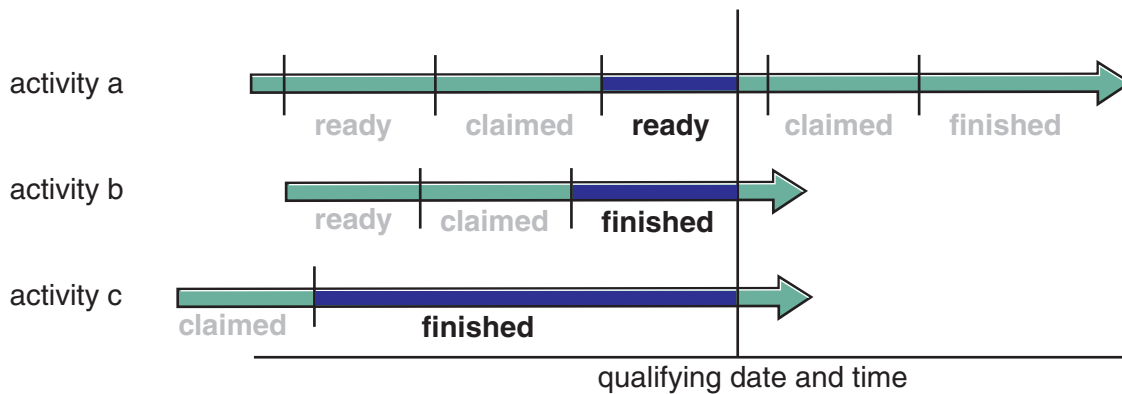 activity a
ready claimed ready claimed finished
activity b
ready claimed finished
activity c
claimed finished
qualifying date and time